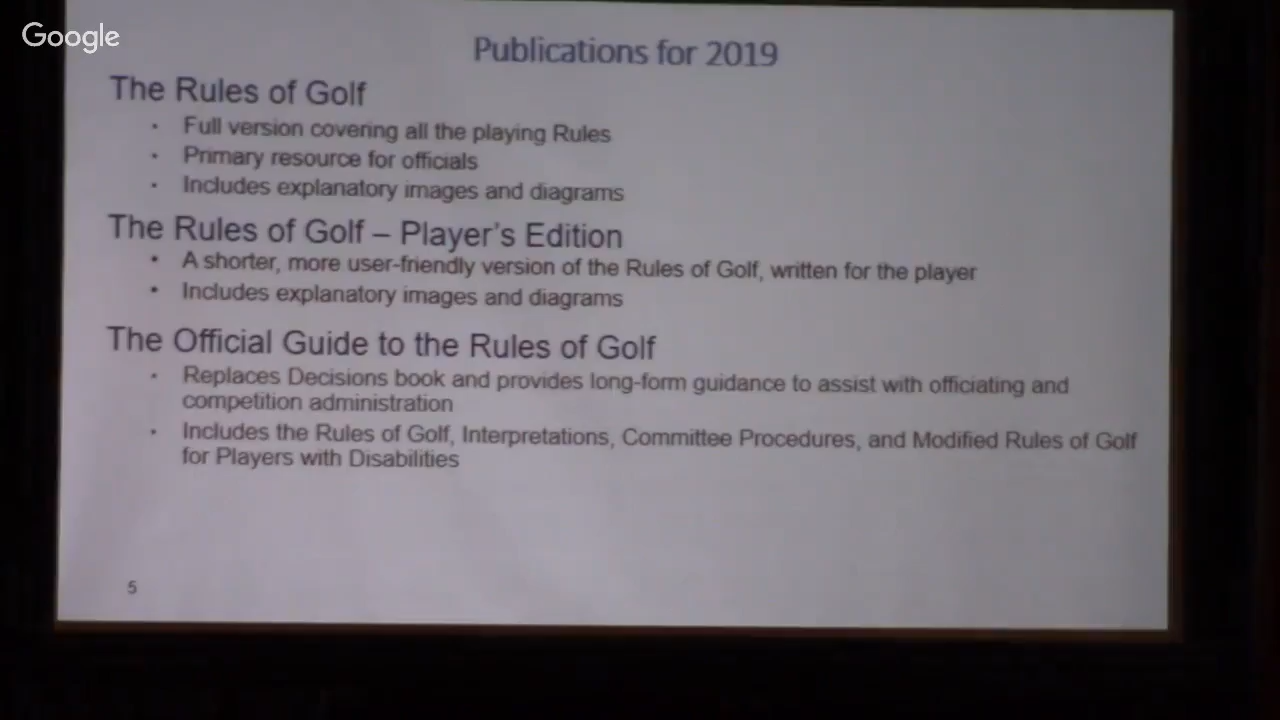 Google
Publications for 2019
The Rules of Golf
· Full version covering all the playing Rules
· Primary resource for officials
· Includes explanatory images and diagrams
The Rules of Golf – Player's Edition
• A shorter, more user-friendly version of the Rules of Golf, written for the player
• Includes explanatory images and diagrams
The Official Guide to the Rules of Golf
· Replaces Decisions book and provides long-form guidance to assist with officiating and
competition administration
· Includes the Rules of Golf, Interpretations, Committee Procedures, and Modified Rules of Golf
for Players with Disabilities
5